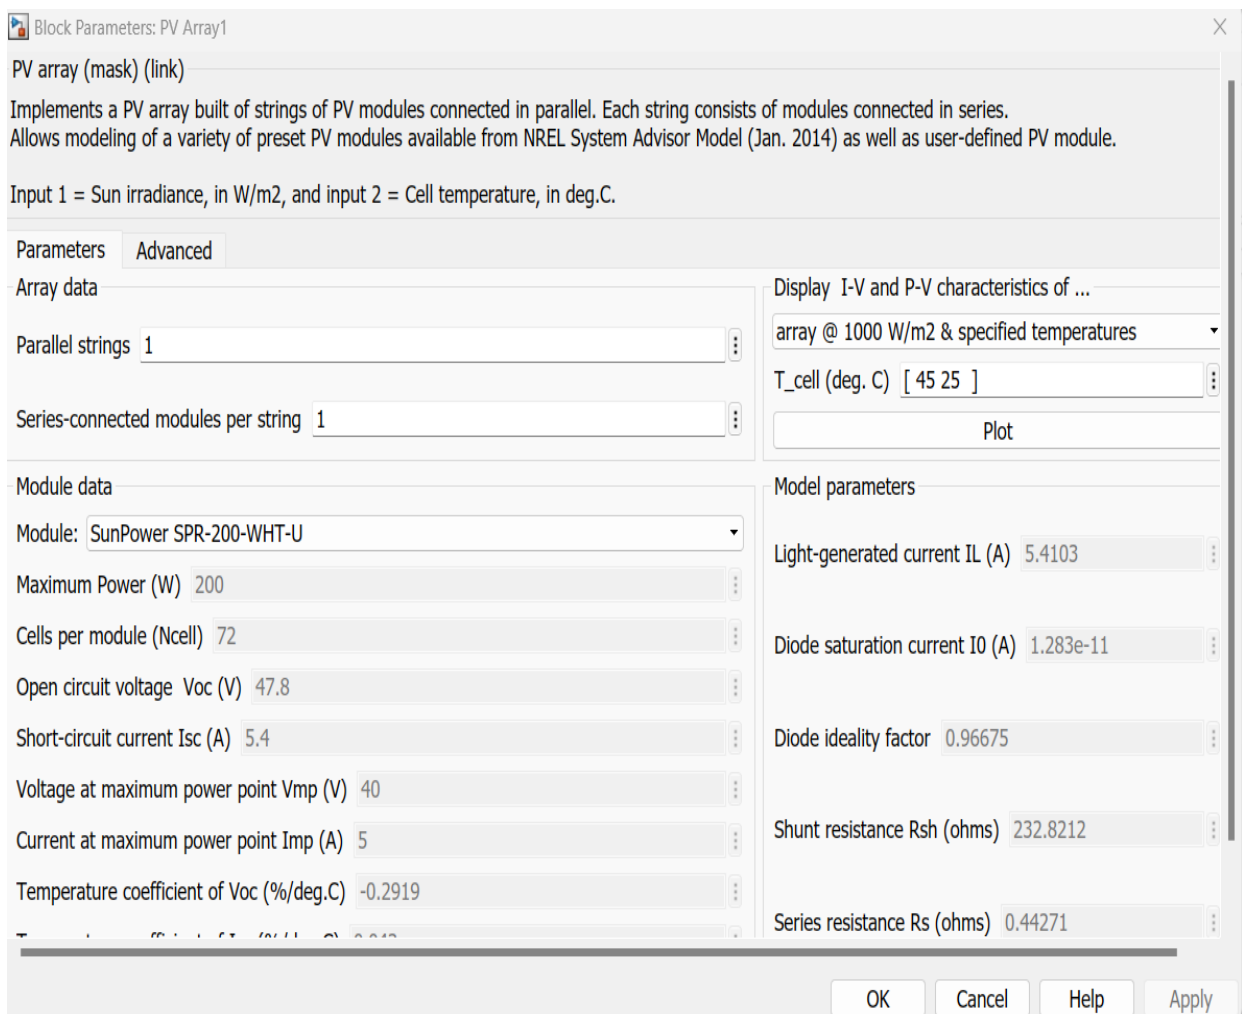 Block Parameters: PV Array1
PV array (mask) (link)
Implements a PV array built of strings of PV modules connected in parallel. Each string consists of modules connected in series.
Allows modeling of a variety of preset PV modules available from NREL System Advisor Model (Jan. 2014) as well as user-defined PV module.
Input 1 = Sun irradiance, in W/m2, and input 2 = Cell temperature, in deg.C.
Parameters Advanced
Array data
Parallel strings 1
Series-connected modules per string 1
Display I-V and P-V characteristics of ...
array @ 1000 W/m2 & specified temperatures
T_cell (deg. C) [ 45 25 ]
Plot
Module data
Module: SunPower SPR-200-WHT-U
Maximum Power (W) 200
Cells per module (Ncell) 72
Open circuit voltage Voc (V) 47.8
Short-circuit current Isc (A) 5.4
Voltage at maximum power point Vmp (V) 40
Current at maximum power point Imp (A) 5
Temperature coefficient of Voc (%/deg.C) -0.2919
Model parameters
Light-generated current IL (A) 5.4103
Diode saturation current I0 (A) 1.283e-11
Diode ideality factor 0.96675
Shunt resistance Rsh (ohms) 232.8212
Series resistance Rs (ohms) 0.44271
OK Cancel Help Apply